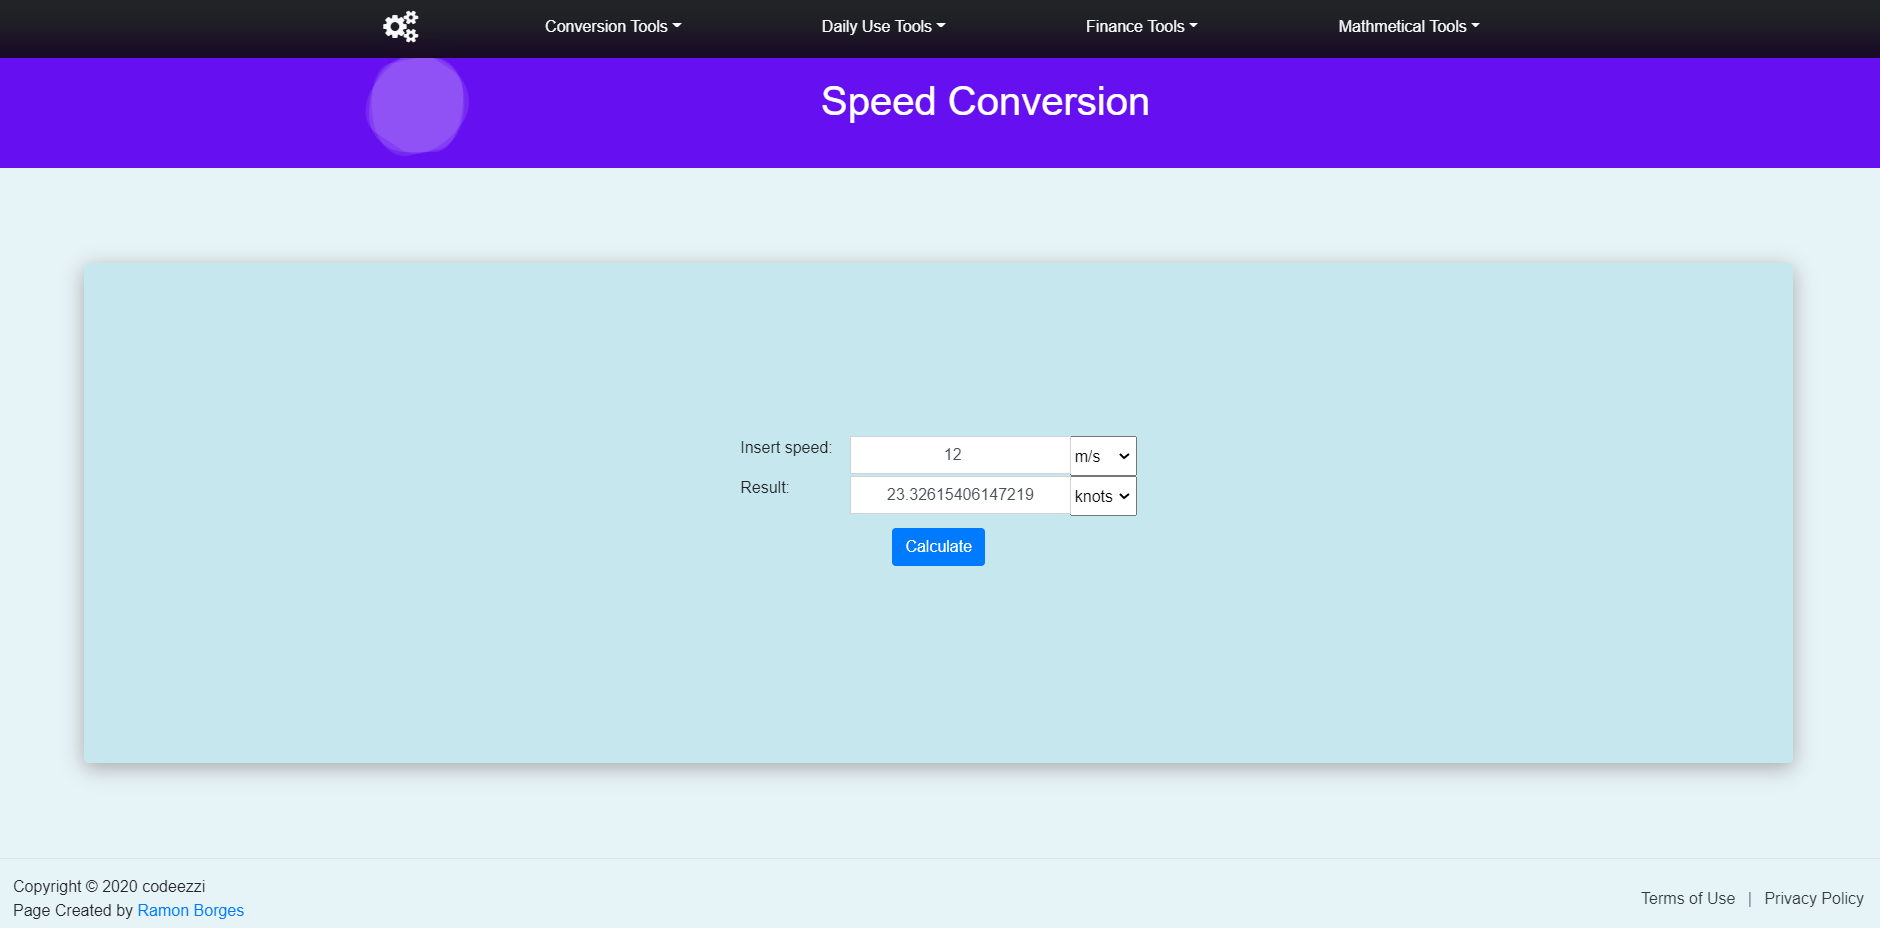 Conversion Tools Daily Use Tools Finance Tools Mathmetical Tools
Speed Conversion
Insert speed: 12 m/s
Result: 23.32615406147219 knots
Calculate
Copyright © 2020 codeezzi
Page Created by Ramon Borges
Terms of Use | Privacy Policy